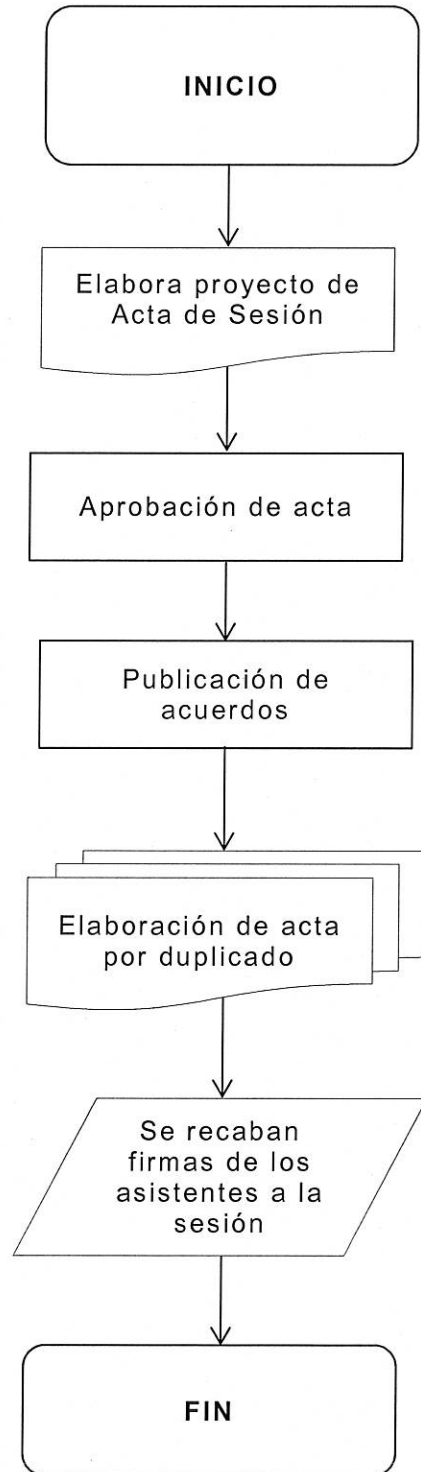 INICIO
Elabora proyecto de
Acta de Sesión
Aprobación de acta
Publicación de
acuerdos
Elaboración de acta
por duplicado
Se recaban
firmas de los
asistentes a la
sesión
FIN